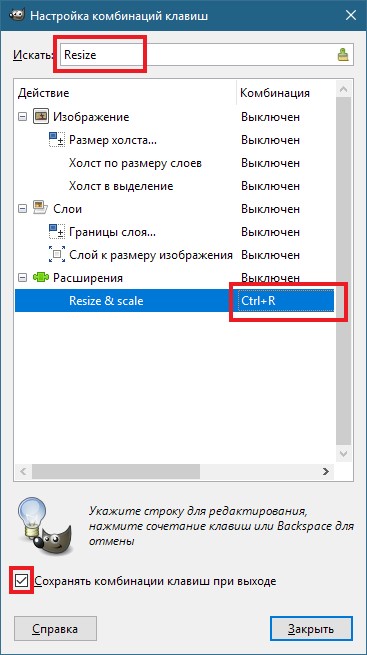 Настройка комбинаций клавиш
Искать: Resize
Действие Комбинация
Изображение Выключен
Размер холста... Выключен
Холст по размеру слоев Выключен
Холст в выделение Выключен
Слои Выключен
Границы слоя... Выключен
Слой к размеру изображения Выключен
Расширения Выключен
Resize & scale Ctrl+R
Укажите строку для редактирования,
нажмите сочетание клавиш или Backspace для
отмены
Сохранять комбинации клавиш при выходе
Справка Закрыть